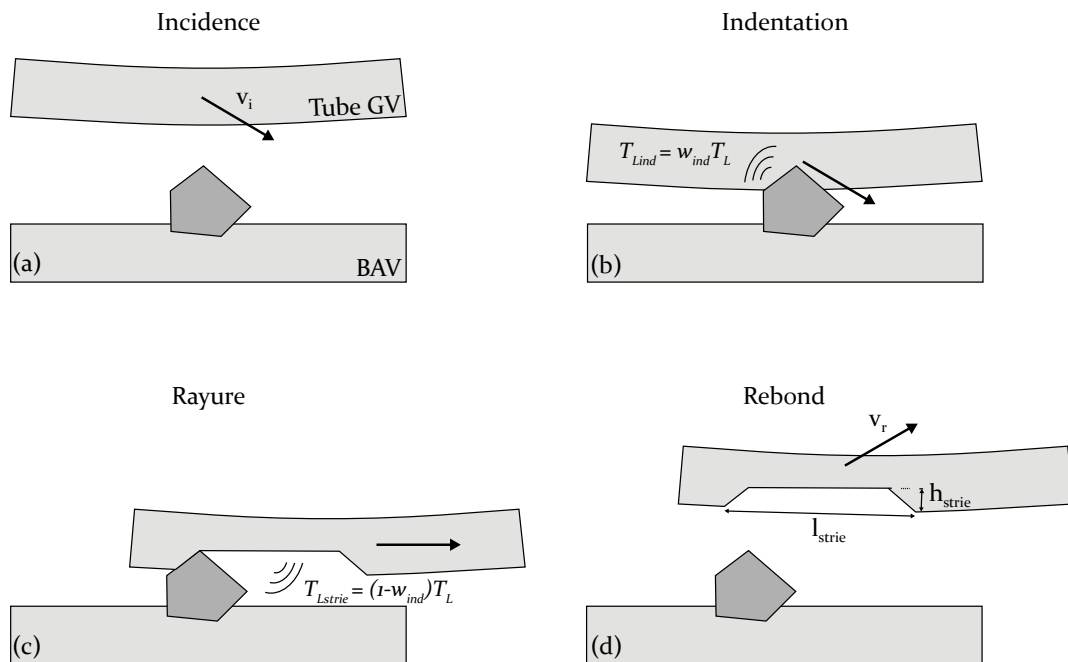 Incidence
v_i
Tube GV
BAV
(a)
Indentation
T_Lind = w_ind T_L
(b)
Rayure
T_Lstrie = (1-w_ind)T_L
(c)
Rebond
v_r
h_strie
l_strie
(d)